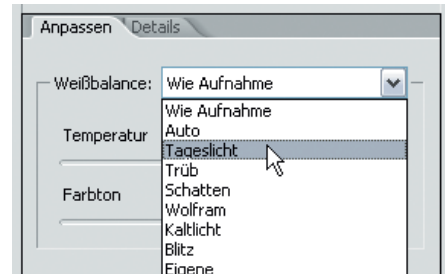 Anpassen Details
Weißbalance: Wie Aufnahme
Wie Aufnahme
Auto
Temperatur
Tageslicht
Trüb
Farbton
Schatten
Wolfram
Kaltlicht
Blitz
Eigene